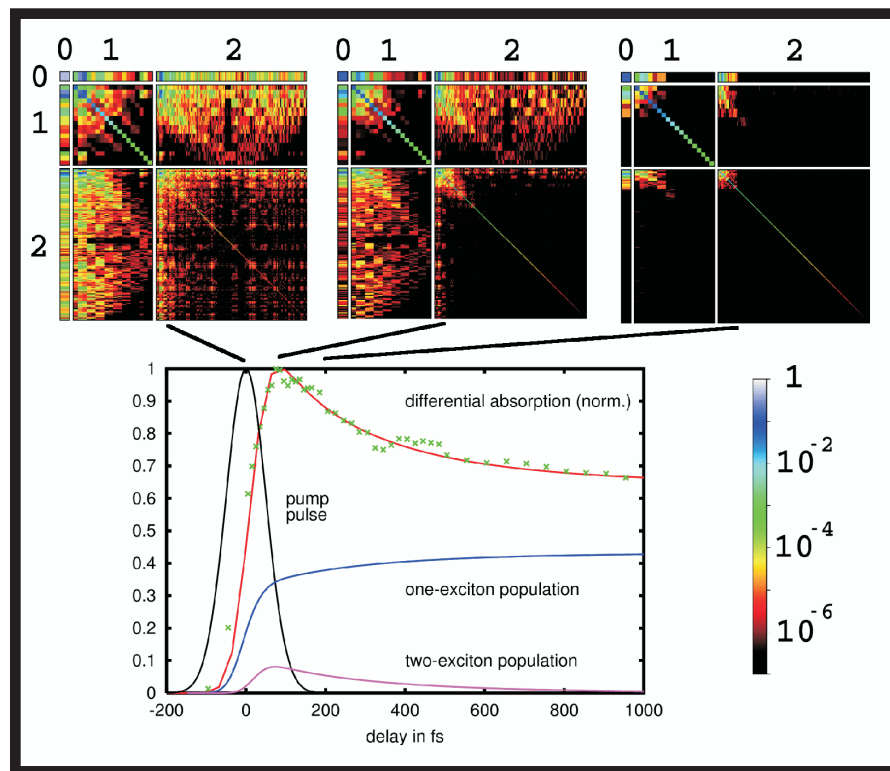 0 1 2
0 1 2
0 1 2
0
1
2
1
0.9
0.8
0.7
0.6
0.5
0.4
0.3
0.2
0.1
0
-200 0 200 400 600 800 1000
delay in fs
differential absorption (norm.)
pump
pulse
one-exciton population
two-exciton population
1
10^-2
10^-4
10^-6